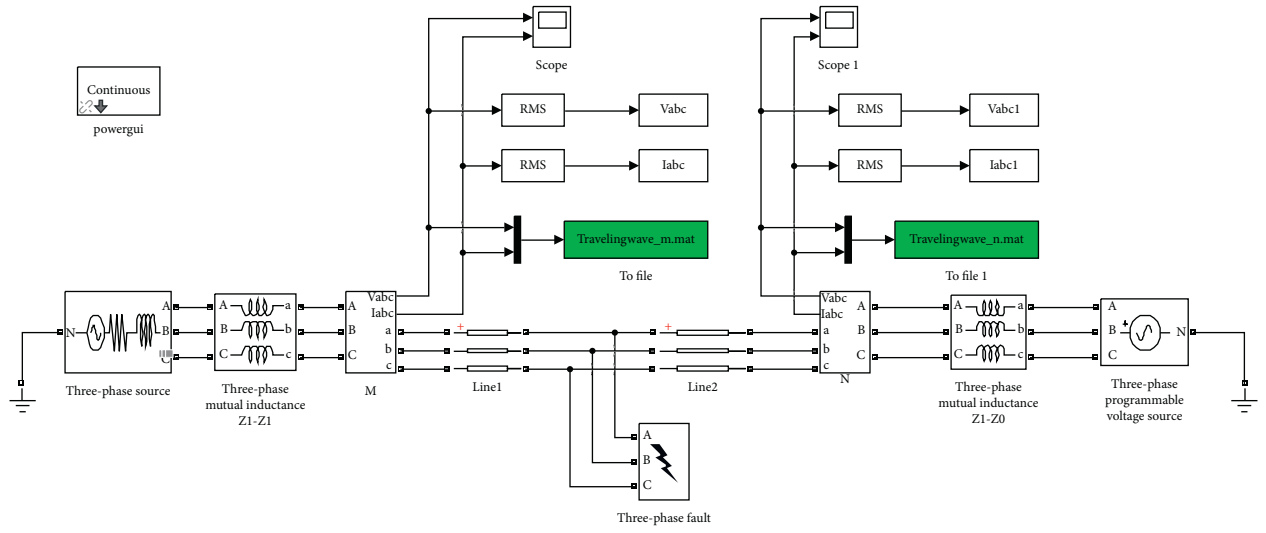 Scope
Scope 1
Continuous
powergui
RMS
Vabc
RMS
Iabc
RMS
Vabc1
RMS
Iabc1
Travelingwave_m.mat
To file
Travelingwave_n.mat
To file 1
N
A
B
C
Three-phase source
A
B
C
a
b
c
Three-phase
mutual inductance
Z1-Z1
A
B
C
Vabc
Iabc
a
b
c
M
+
Line1
+
Line2
Vabc
Iabc
a
b
c
A
B
C
N
A
B
C
a
b
c
Three-phase
mutual inductance
Z1-Z0
A
B
C
+
N
Three-phase
programmable
voltage source
A
B
C
Three-phase fault